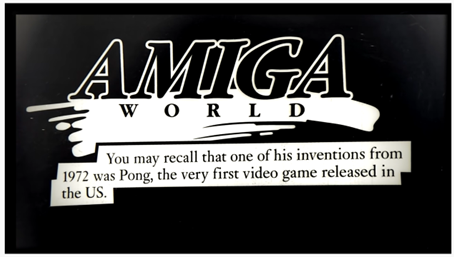 AMIGA
WORLD
You may recall that one of his inventions from
1972 was Pong, the very first video game released in
the US.